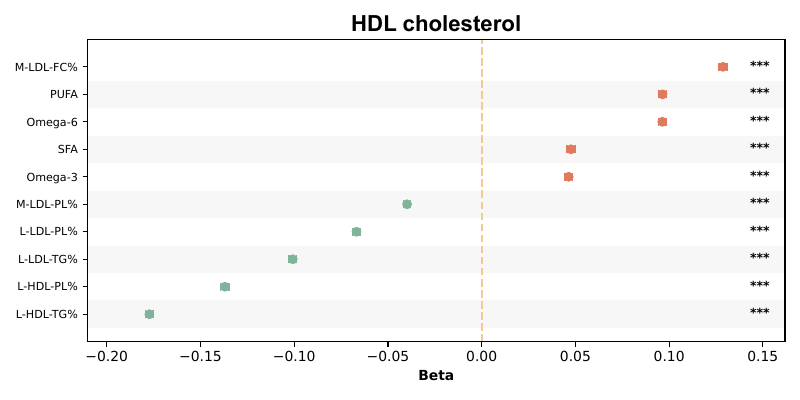 HDL cholesterol
M-LDL-FC% ***
PUFA ***
Omega-6 ***
SFA ***
Omega-3 ***
M-LDL-PL% ***
L-LDL-PL% ***
L-LDL-TG% ***
L-HDL-PL% ***
L-HDL-TG% ***
−0.20 −0.15 −0.10 −0.05 0.00 0.05 0.10 0.15
Beta